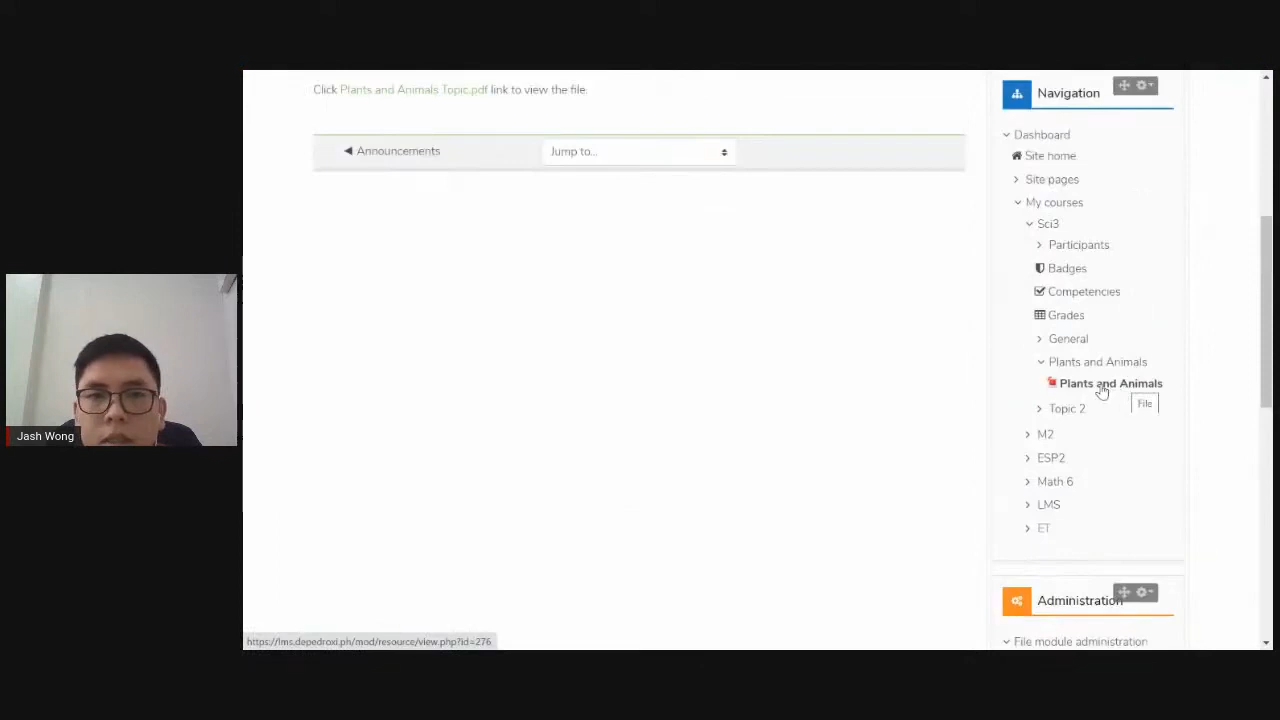 Click Plants and Animals Topic.pdf link to view the file.
◀ Announcements
Jump to...
Navigation
Dashboard
Site home
Site pages
My courses
Sci3
Participants
Badges
Competencies
Grades
General
Plants and Animals
Plants and Animals
File
Topic 2
M2
ESP2
Math 6
LMS
ET
Administration
File module administration
https://lms.depedroxi.ph/mod/resource/view.php?id=276
Jash Wong